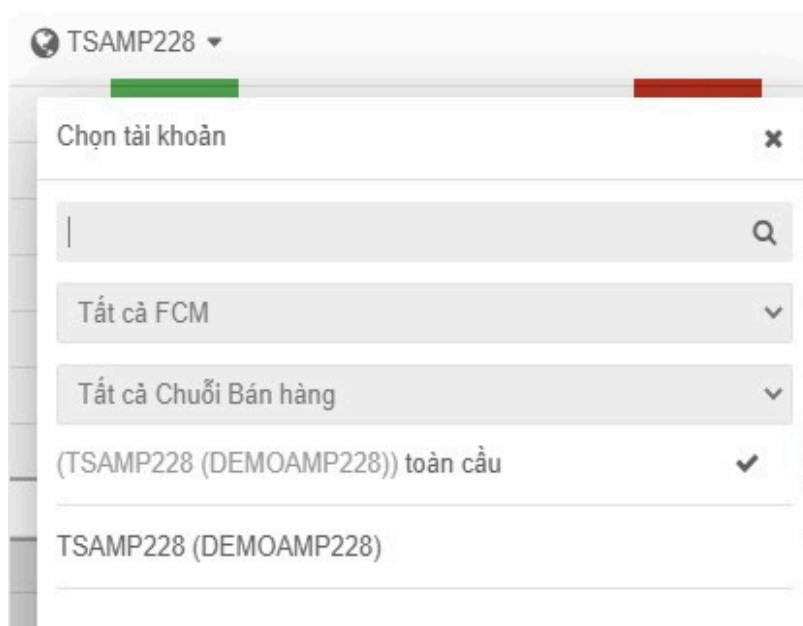 TSAMP228
Chọn tài khoản
Tất cả FCM
Tất cả Chuỗi Bán hàng
(TSAMP228 (DEMOAMP228)) toàn cầu
TSAMP228 (DEMOAMP228)